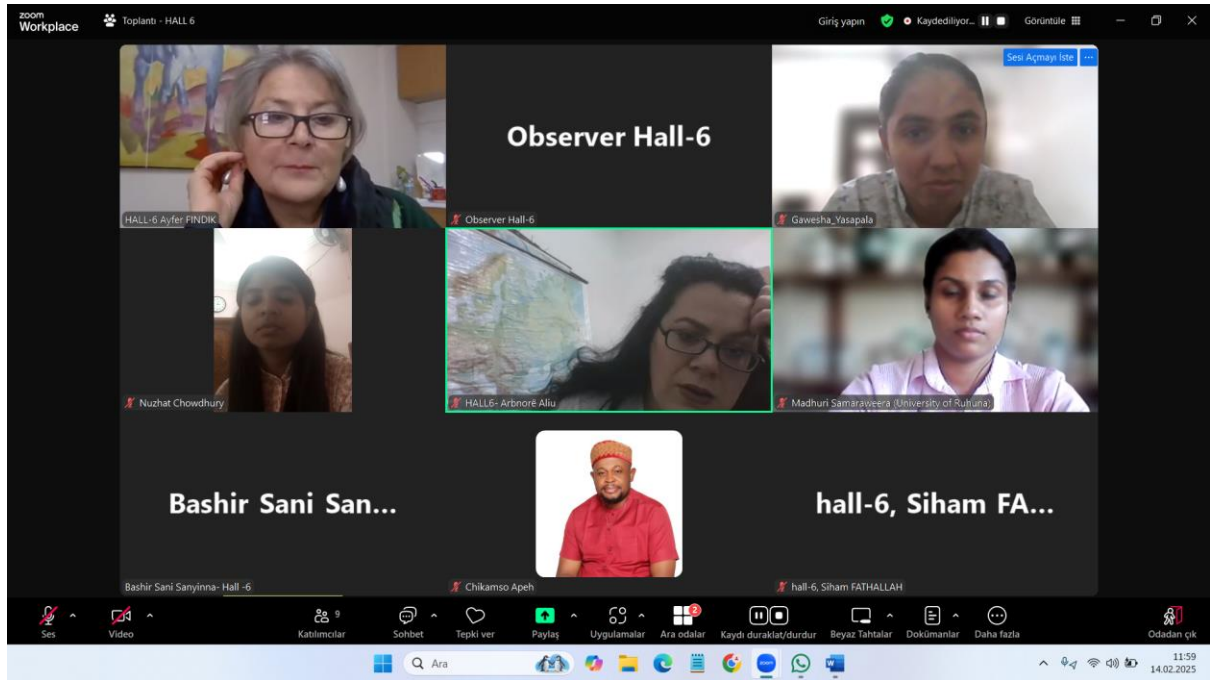 zoom
Workplace
Toplantı - HALL 6
Giriş yapın
Kaydediliyor...
Görüntüle
Sesi Açmayı İste
HALL-6 Ayfer FINDIK
Observer Hall-6
Observer Hall-6
Gawesha_Yasapala
Nuzhat Chowdhury
HALL6- Arbnorë Aliu
Madhuri Samaraweera (University of Ruhuna)
Bashir Sani San...
Bashir Sani Sanyinna- Hall -6
Chikamso Apeh
hall-6, Siham FA...
hall-6, Siham FATHALLAH
Ses
Video
9
Katılımcılar
Sohbet
Tepki ver
Paylaş
Uygulamalar
2
Ara odalar
Kaydı duraklat/durdur
Beyaz Tahtalar
Dokümanlar
Daha fazla
Odadan çık
Ara
zoom
11:59
14.02.2025